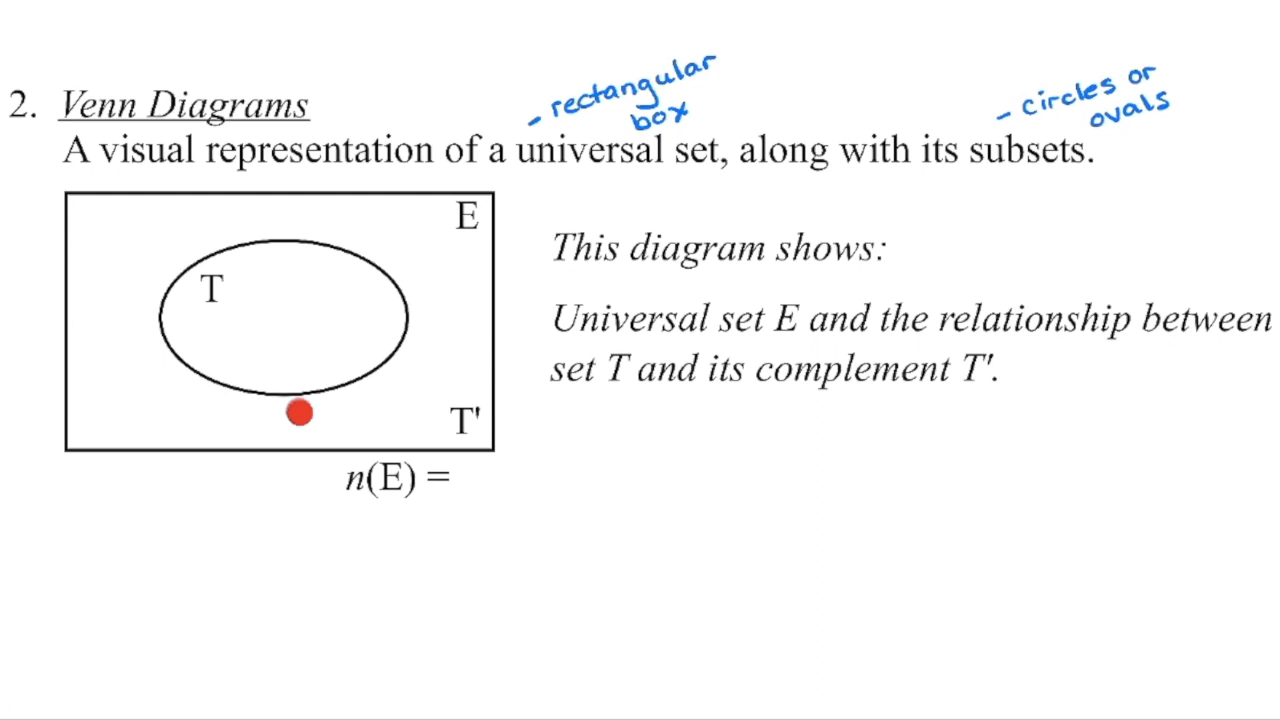 - rectangular
box
- circles or
ovals
2. Venn Diagrams
A visual representation of a universal set, along with its subsets.
E
T
T'
n(E) =
This diagram shows:
Universal set E and the relationship between
set T and its complement T'.